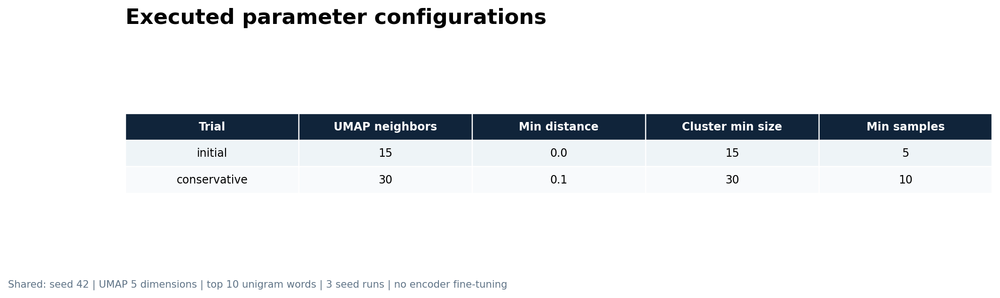 Executed parameter configurations
Trial UMAP neighbors Min distance Cluster min size Min samples
initial 15 0.0 15 5
conservative 30 0.1 30 10
Shared: seed 42 | UMAP 5 dimensions | top 10 unigram words | 3 seed runs | no encoder fine-tuning